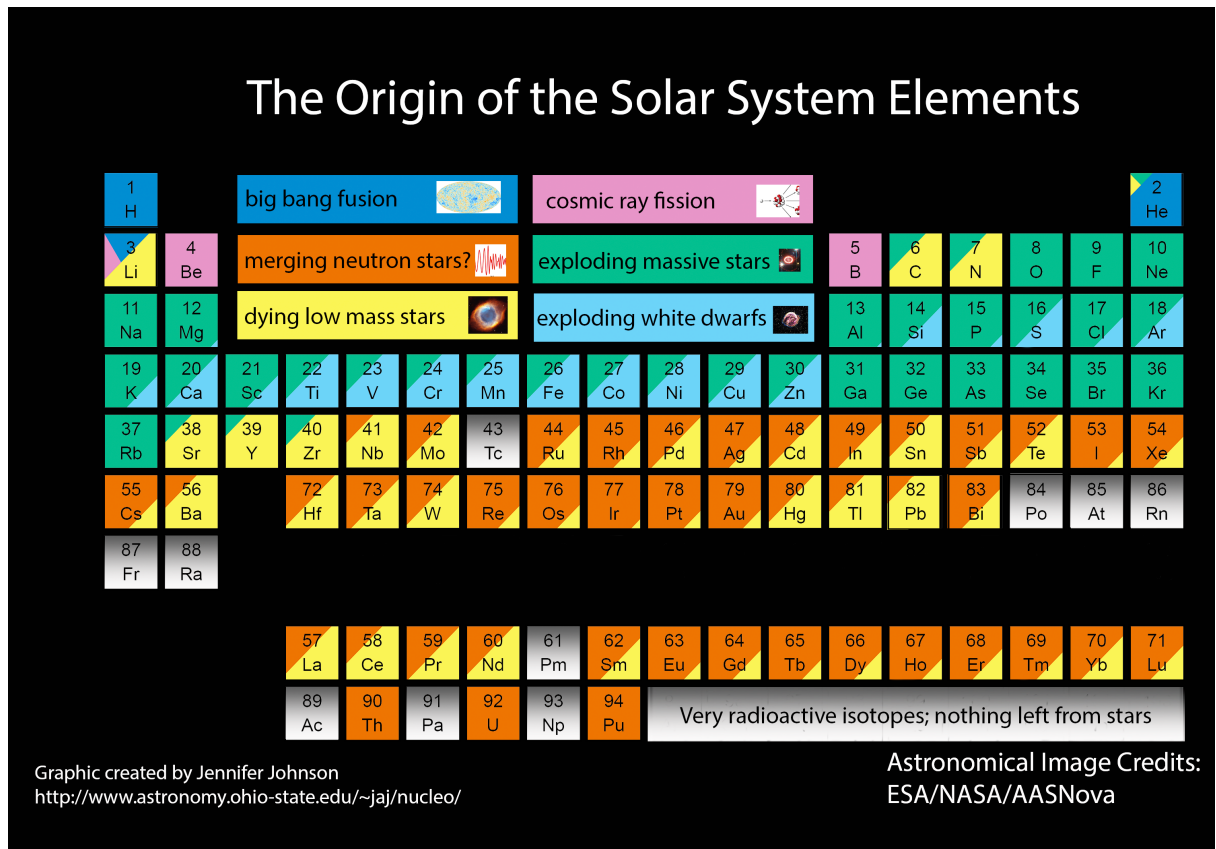 The Origin of the Solar System Elements
1
H
big bang fusion
cosmic ray fission
2
He
3
Li
4
Be
merging neutron stars?
exploding massive stars
5
B
6
C
7
N
8
O
9
F
10
Ne
11
Na
12
Mg
dying low mass stars
exploding white dwarfs
13
Al
14
Si
15
P
16
S
17
Cl
18
Ar
19
K
20
Ca
21
Sc
22
Ti
23
V
24
Cr
25
Mn
26
Fe
27
Co
28
Ni
29
Cu
30
Zn
31
Ga
32
Ge
33
As
34
Se
35
Br
36
Kr
37
Rb
38
Sr
39
Y
40
Zr
41
Nb
42
Mo
43
Tc
44
Ru
45
Rh
46
Pd
47
Ag
48
Cd
49
In
50
Sn
51
Sb
52
Te
53
I
54
Xe
55
Cs
56
Ba
72
Hf
73
Ta
74
W
75
Re
76
Os
77
Ir
78
Pt
79
Au
80
Hg
81
Tl
82
Pb
83
Bi
84
Po
85
At
86
Rn
87
Fr
88
Ra
57
La
58
Ce
59
Pr
60
Nd
61
Pm
62
Sm
63
Eu
64
Gd
65
Tb
66
Dy
67
Ho
68
Er
69
Tm
70
Yb
71
Lu
89
Ac
90
Th
91
Pa
92
U
93
Np
94
Pu
Very radioactive isotopes; nothing left from stars
Graphic created by Jennifer Johnson
http://www.astronomy.ohio-state.edu/~jaj/nucleo/
Astronomical Image Credits:
ESA/NASA/AASNova